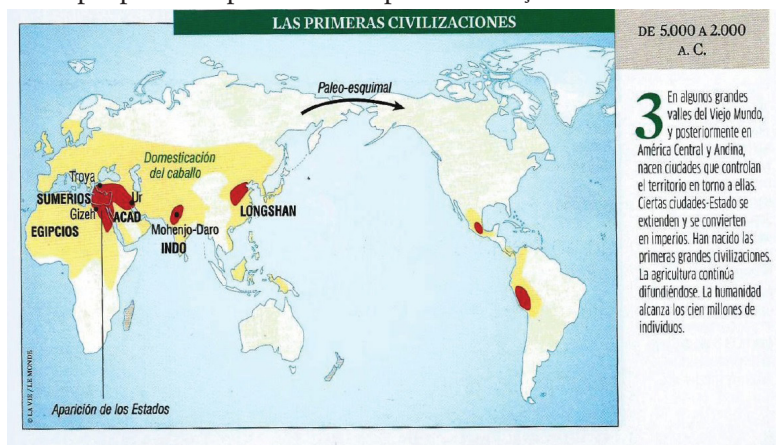 LAS PRIMERAS CIVILIZACIONES
DE 5.000 A 2.000
A. C.
Paleo-esquimal
Domesticación
del caballo
Troya
SUMERIOS
Ur
Gizeh
ACAD
LONGSHAN
EGIPCIOS
Mohenjo-Daro
INDO
Aparición de los Estados
© LA VIE / LE MONDE
3 En algunos grandes
valles del Viejo Mundo,
y posteriormente en
América Central y Andina,
nacen ciudades que controlan
el territorio en torno a ellas.
Ciertas ciudades-Estado se
extienden y se convierten
en imperios. Han nacido las
primeras grandes civilizaciones.
La agricultura continúa
difundiéndose. La humanidad
alcanza los cien millones de
individuos.